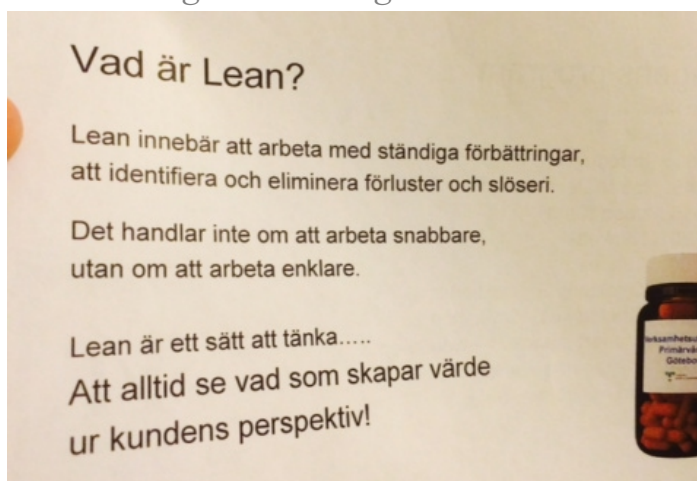 Vad är Lean?
Lean innebär att arbeta med ständiga förbättringar,
att identifiera och eliminera förluster och slöseri.
Det handlar inte om att arbeta snabbare,
utan om att arbeta enklare.
Lean är ett sätt att tänka.....
Att alltid se vad som skapar värde
ur kundens perspektiv!